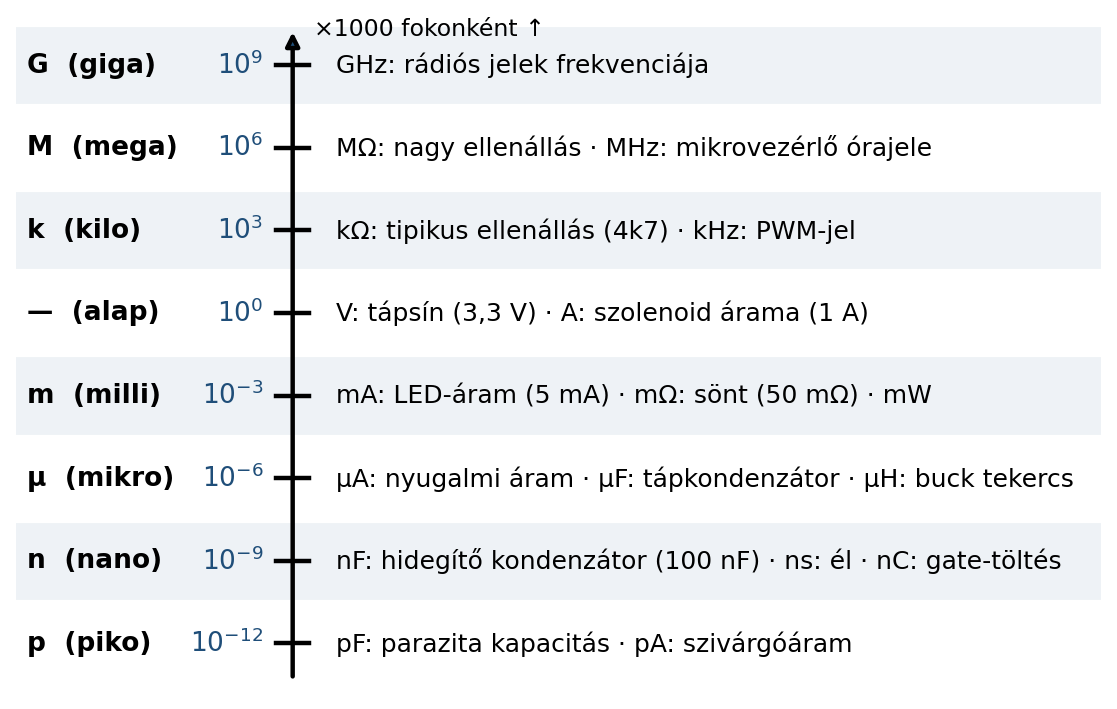 ×1000 fokonként ↑
G (giga) 10⁹ GHz: rádiós jelek frekvenciája
M (mega) 10⁶ MΩ: nagy ellenállás · MHz: mikrovezérlő órajele
k (kilo) 10³ kΩ: tipikus ellenállás (4k7) · kHz: PWM-jel
— (alap) 10⁰ V: tápsín (3,3 V) · A: szolenoid árama (1 A)
m (milli) 10⁻³ mA: LED-áram (5 mA) · mΩ: sönt (50 mΩ) · mW
µ (mikro) 10⁻⁶ µA: nyugalmi áram · µF: tápkondenzátor · µH: buck tekercs
n (nano) 10⁻⁹ nF: hidegítő kondenzátor (100 nF) · ns: él · nC: gate-töltés
p (piko) 10⁻¹² pF: parazita kapacitás · pA: szivárgóáram